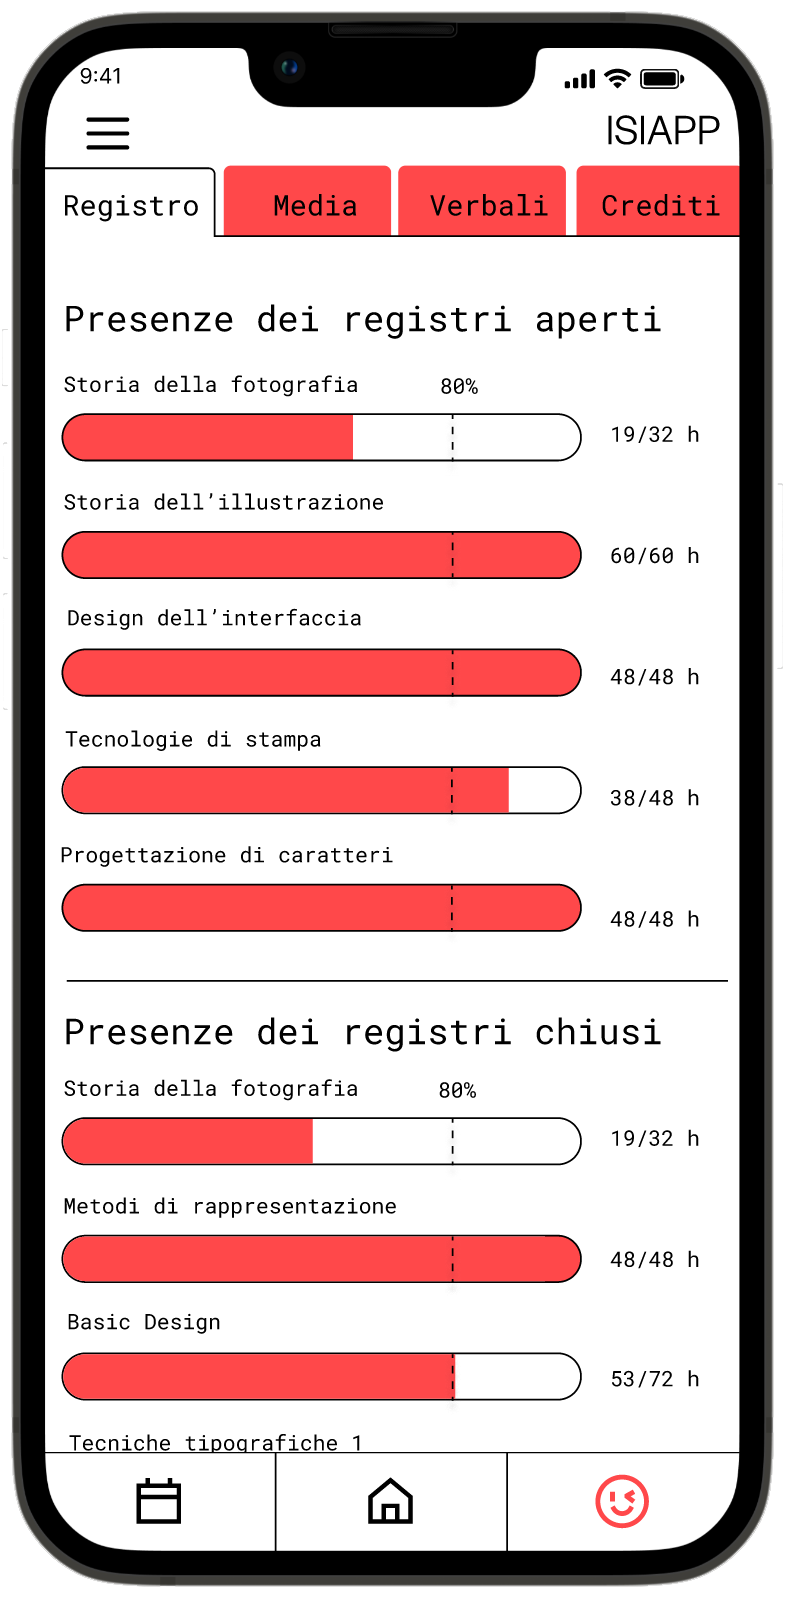 9:41
ISIAPP
Registro Media Verbali Crediti
Presenze dei registri aperti
Storia della fotografia 80%
19/32 h
Storia dell’illustrazione
60/60 h
Design dell’interfaccia
48/48 h
Tecnologie di stampa
38/48 h
Progettazione di caratteri
48/48 h
Presenze dei registri chiusi
Storia della fotografia 80%
19/32 h
Metodi di rappresentazione
48/48 h
Basic Design
53/72 h
Tecniche tipografiche 1